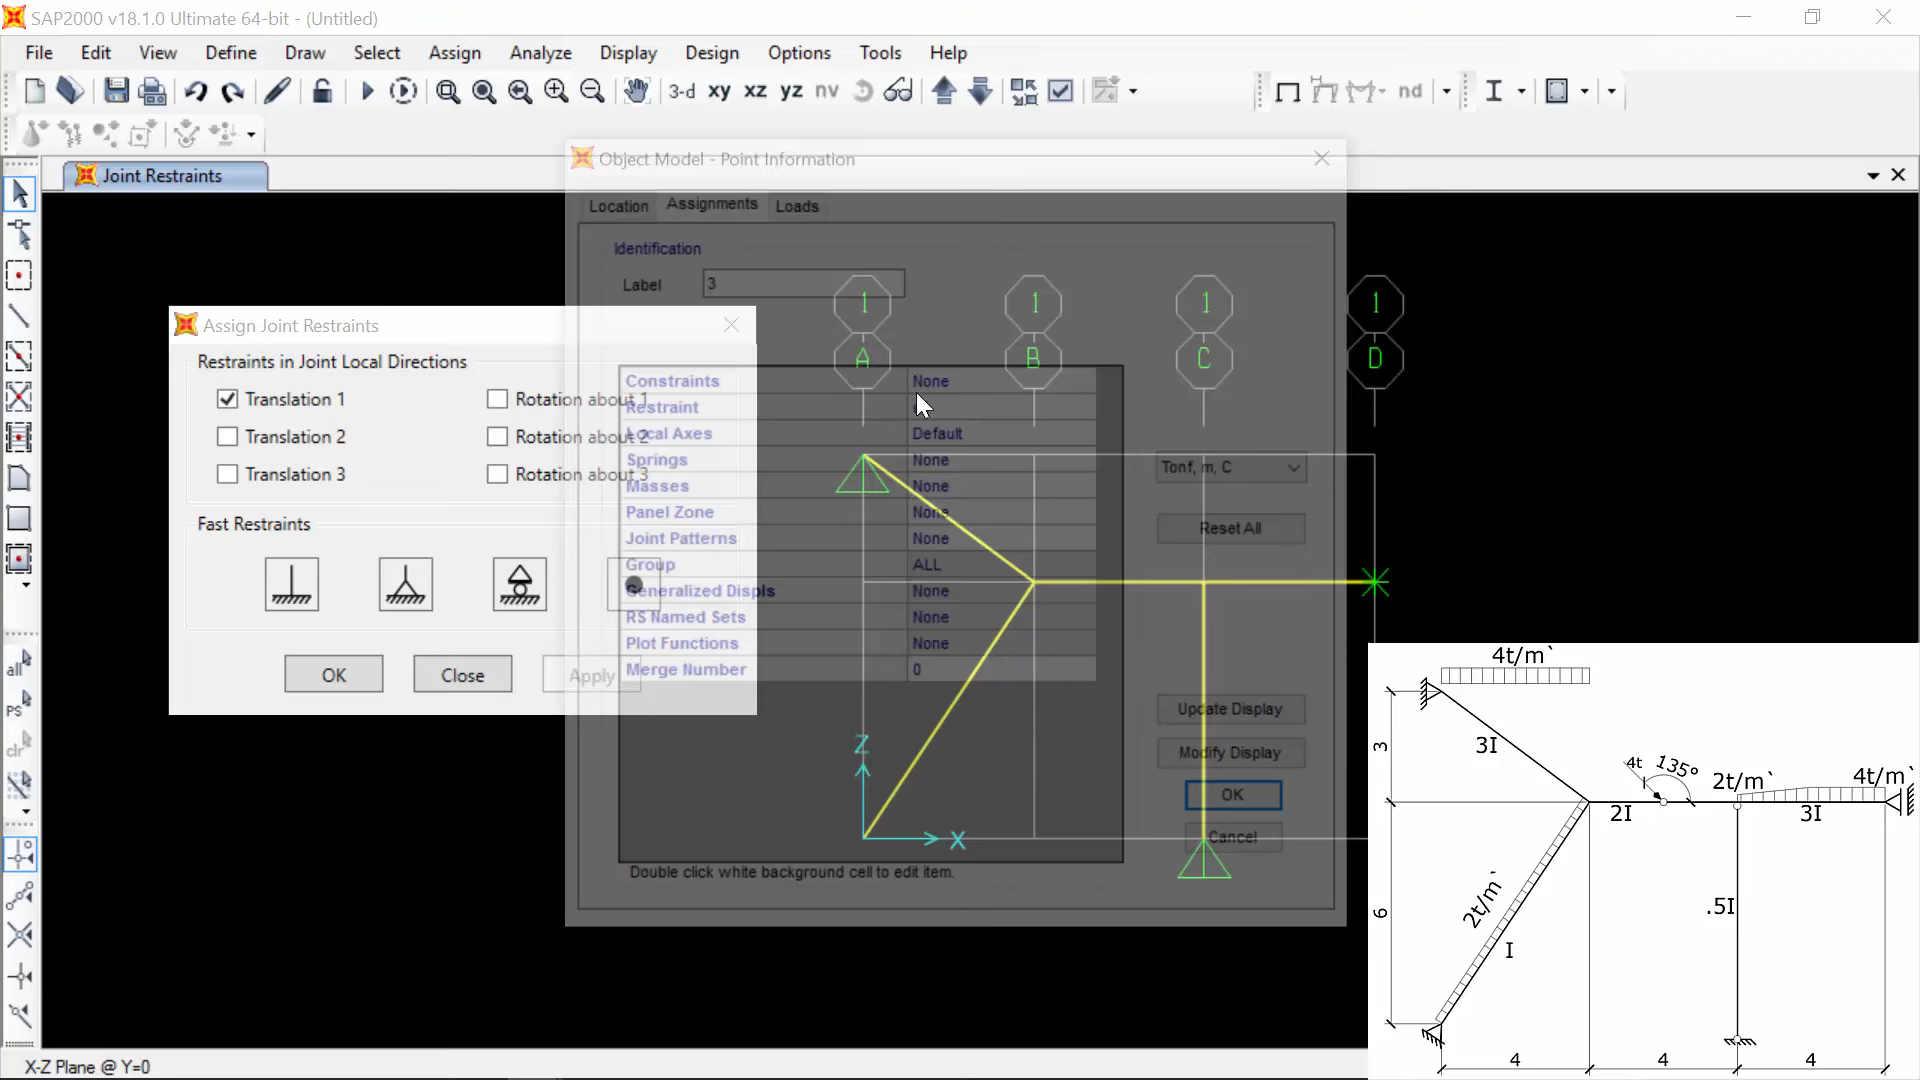 SAP2000 v18.1.0 Ultimate 64-bit - (Untitled)
File Edit View Define Draw Select Assign Analyze Display Design Options Tools Help
3-d xy xz yz nv nd
Joint Restraints
Object Model - Point Information
Location Assignments Loads
Identification
Label 3
1 1 1 1
A B C D
Assign Joint Restraints
Restraints in Joint Local Directions
Translation 1 Rotation about 1
Translation 2 Rotation about 2
Translation 3 Rotation about 3
Fast Restraints
OK Close Apply
Constraints None
Restraint
Local Axes Default
Springs None
Masses None
Panel Zone None
Joint Patterns None
Group ALL
Generalized Displs None
RS Named Sets None
Plot Functions None
Merge Number 0
Tonf, m, C
Reset All
Update Display
Modify Display
OK
Cancel
Double click white background cell to edit item.
Z
X
all
PS
clr
4t/m`
3
3I
4t 135° 2t/m` 4t/m`
2I 3I
2t/m`
6
.5I
I
4 4 4
X-Z Plane @ Y=0